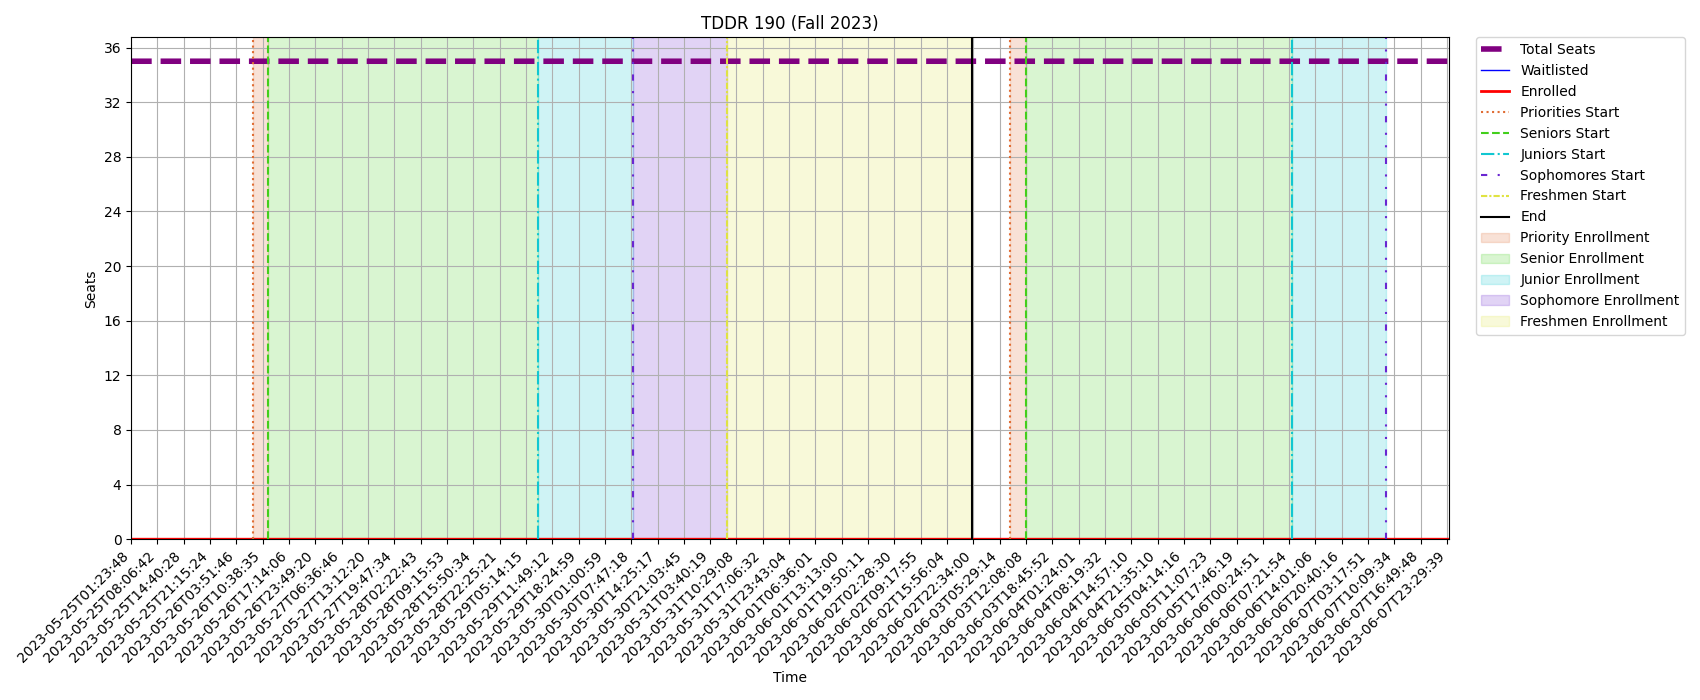 TDDR 190 (Fall 2023)
36
32
28
24
20
16
12
8
4
0
Seats
2023-05-25T01:23:48
2023-05-25T08:06:42
2023-05-25T14:40:28
2023-05-25T21:15:24
2023-05-26T03:51:46
2023-05-26T10:38:35
2023-05-26T17:14:06
2023-05-26T23:49:20
2023-05-27T06:36:46
2023-05-27T13:12:20
2023-05-27T19:47:34
2023-05-28T02:22:43
2023-05-28T09:15:53
2023-05-28T15:50:34
2023-05-28T22:25:21
2023-05-29T05:14:15
2023-05-29T11:49:12
2023-05-29T18:24:59
2023-05-30T01:00:59
2023-05-30T07:47:18
2023-05-30T14:25:17
2023-05-30T21:03:45
2023-05-31T03:40:19
2023-05-31T10:29:08
2023-05-31T17:06:32
2023-05-31T23:43:04
2023-06-01T06:36:01
2023-06-01T13:13:00
2023-06-01T19:50:11
2023-06-02T02:28:30
2023-06-02T09:17:55
2023-06-02T15:56:04
2023-06-02T22:34:00
2023-06-03T05:29:14
2023-06-03T12:08:08
2023-06-03T18:45:52
2023-06-04T01:24:01
2023-06-04T08:19:32
2023-06-04T14:57:10
2023-06-04T21:35:10
2023-06-05T04:14:16
2023-06-05T11:07:23
2023-06-05T17:46:19
2023-06-06T00:24:51
2023-06-06T07:21:54
2023-06-06T14:01:06
2023-06-06T20:40:16
2023-06-07T03:17:51
2023-06-07T10:09:34
2023-06-07T16:49:48
2023-06-07T23:29:39
Time
Total Seats
Waitlisted
Enrolled
Priorities Start
Seniors Start
Juniors Start
Sophomores Start
Freshmen Start
End
Priority Enrollment
Senior Enrollment
Junior Enrollment
Sophomore Enrollment
Freshmen Enrollment